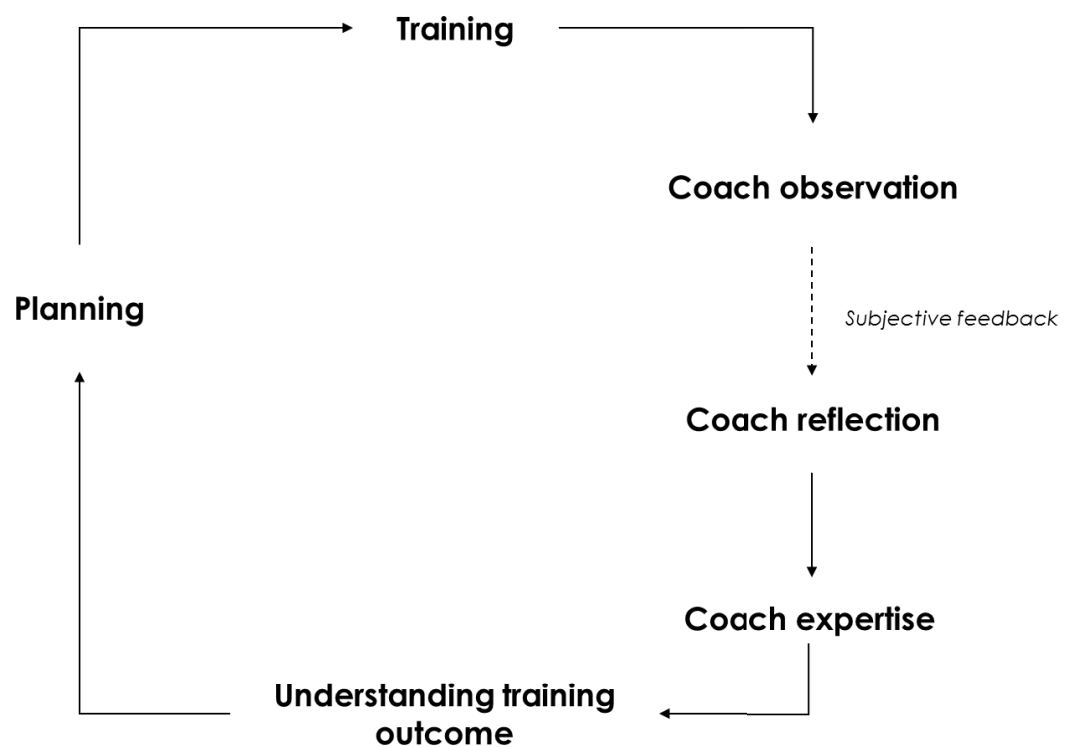 Training
Coach observation
Planning
Subjective feedback
Coach reflection
Coach expertise
Understanding training
outcome